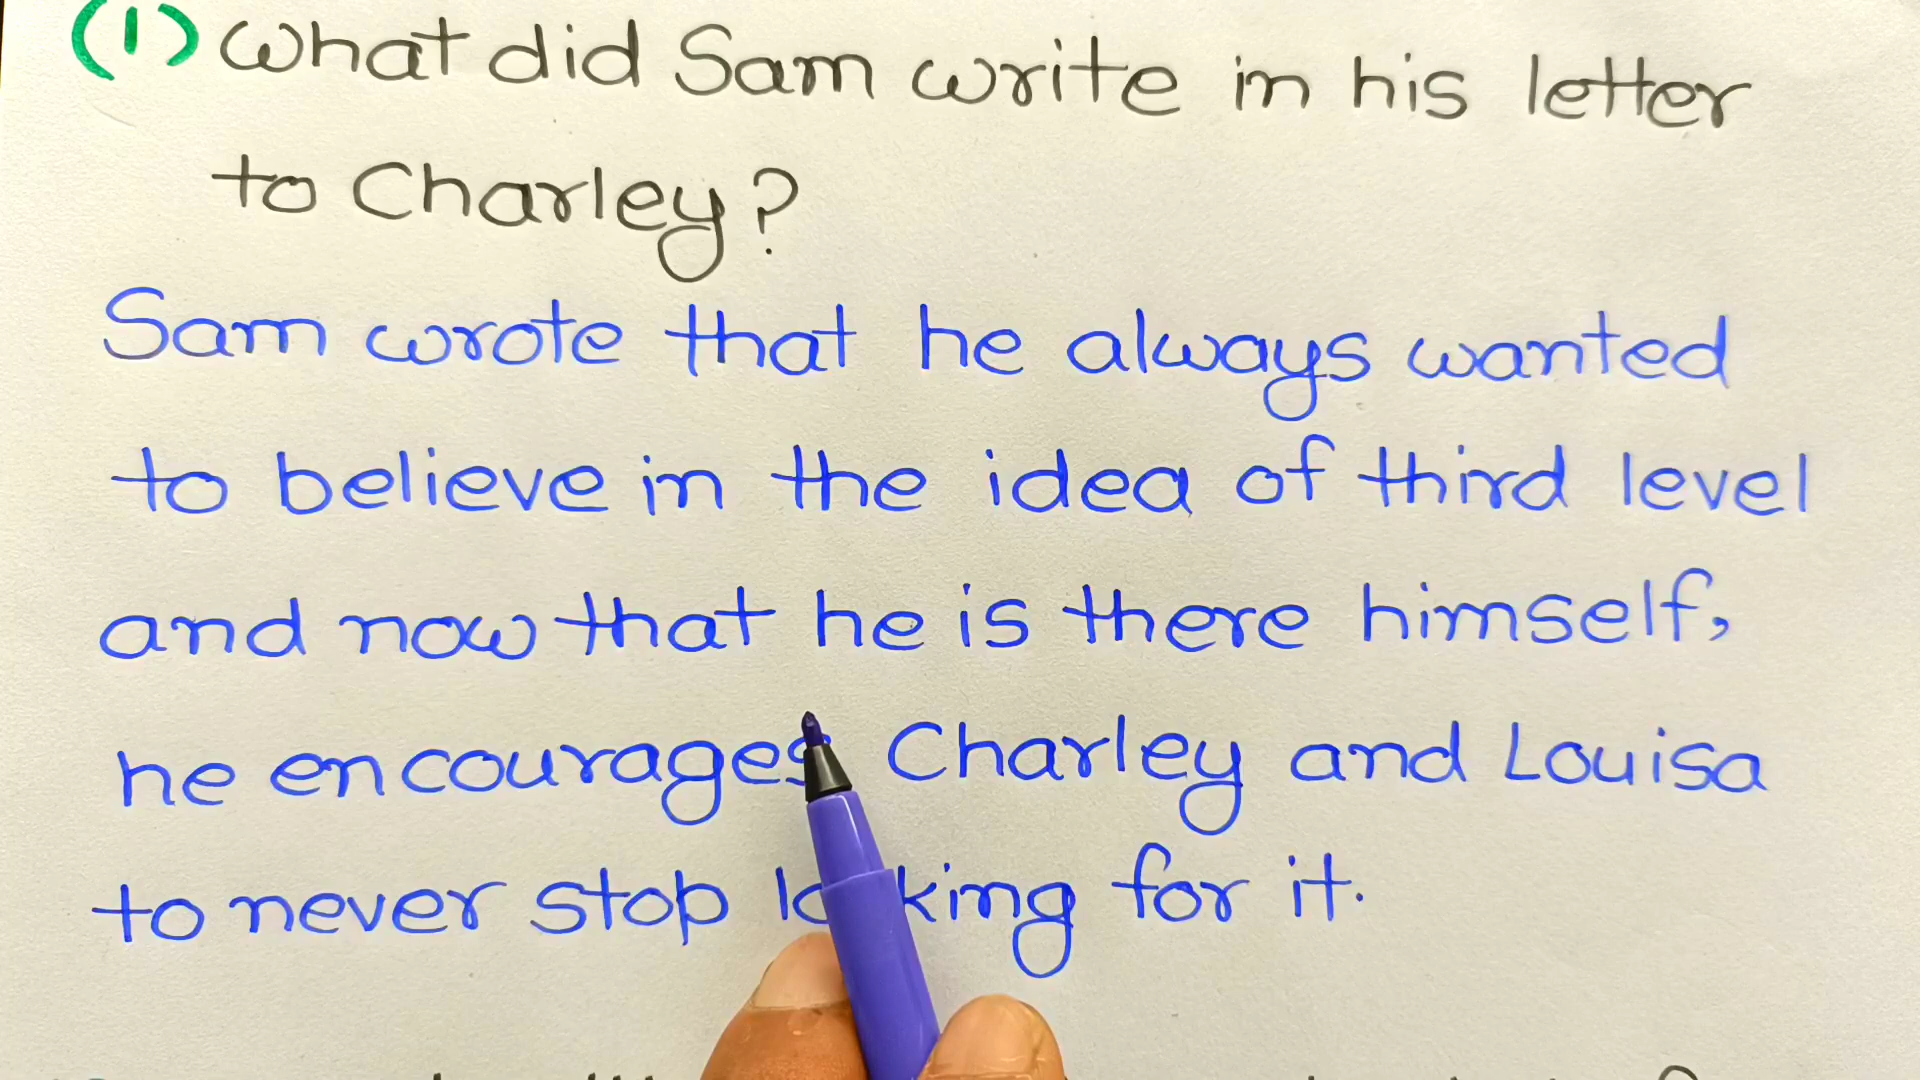 (1) What did Sam write in his letter
to Charley?
Sam wrote that he always wanted
to believe in the idea of third level
and now that he is there himself,
he encourages Charley and Louisa
to never stop looking for it.